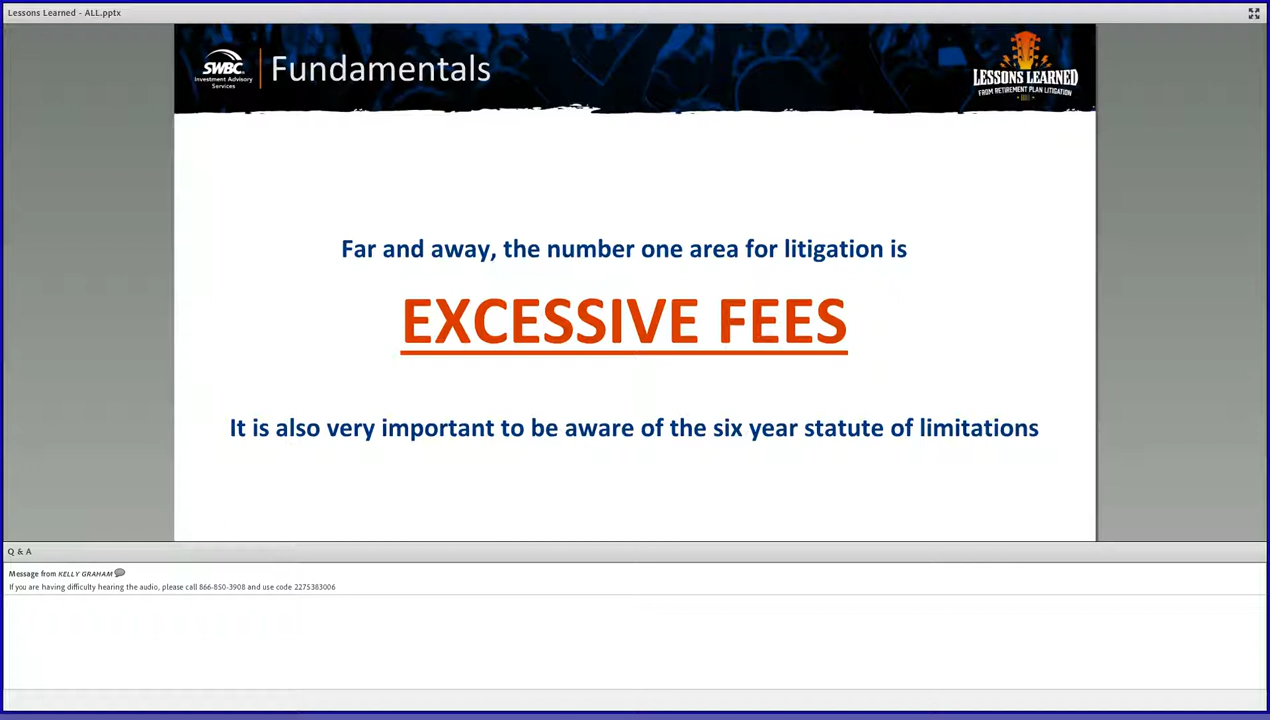 Lessons Learned - ALL.pptx
SWBC
Investment Advisory
Services
Fundamentals
LESSONS LEARNED
FROM RETIREMENT PLAN LITIGATION
Far and away, the number one area for litigation is
EXCESSIVE FEES
It is also very important to be aware of the six year statute of limitations
Q & A
Message from KELLY GRAHAM
If you are having difficulty hearing the audio, please call 866-850-3908 and use code 2275383006